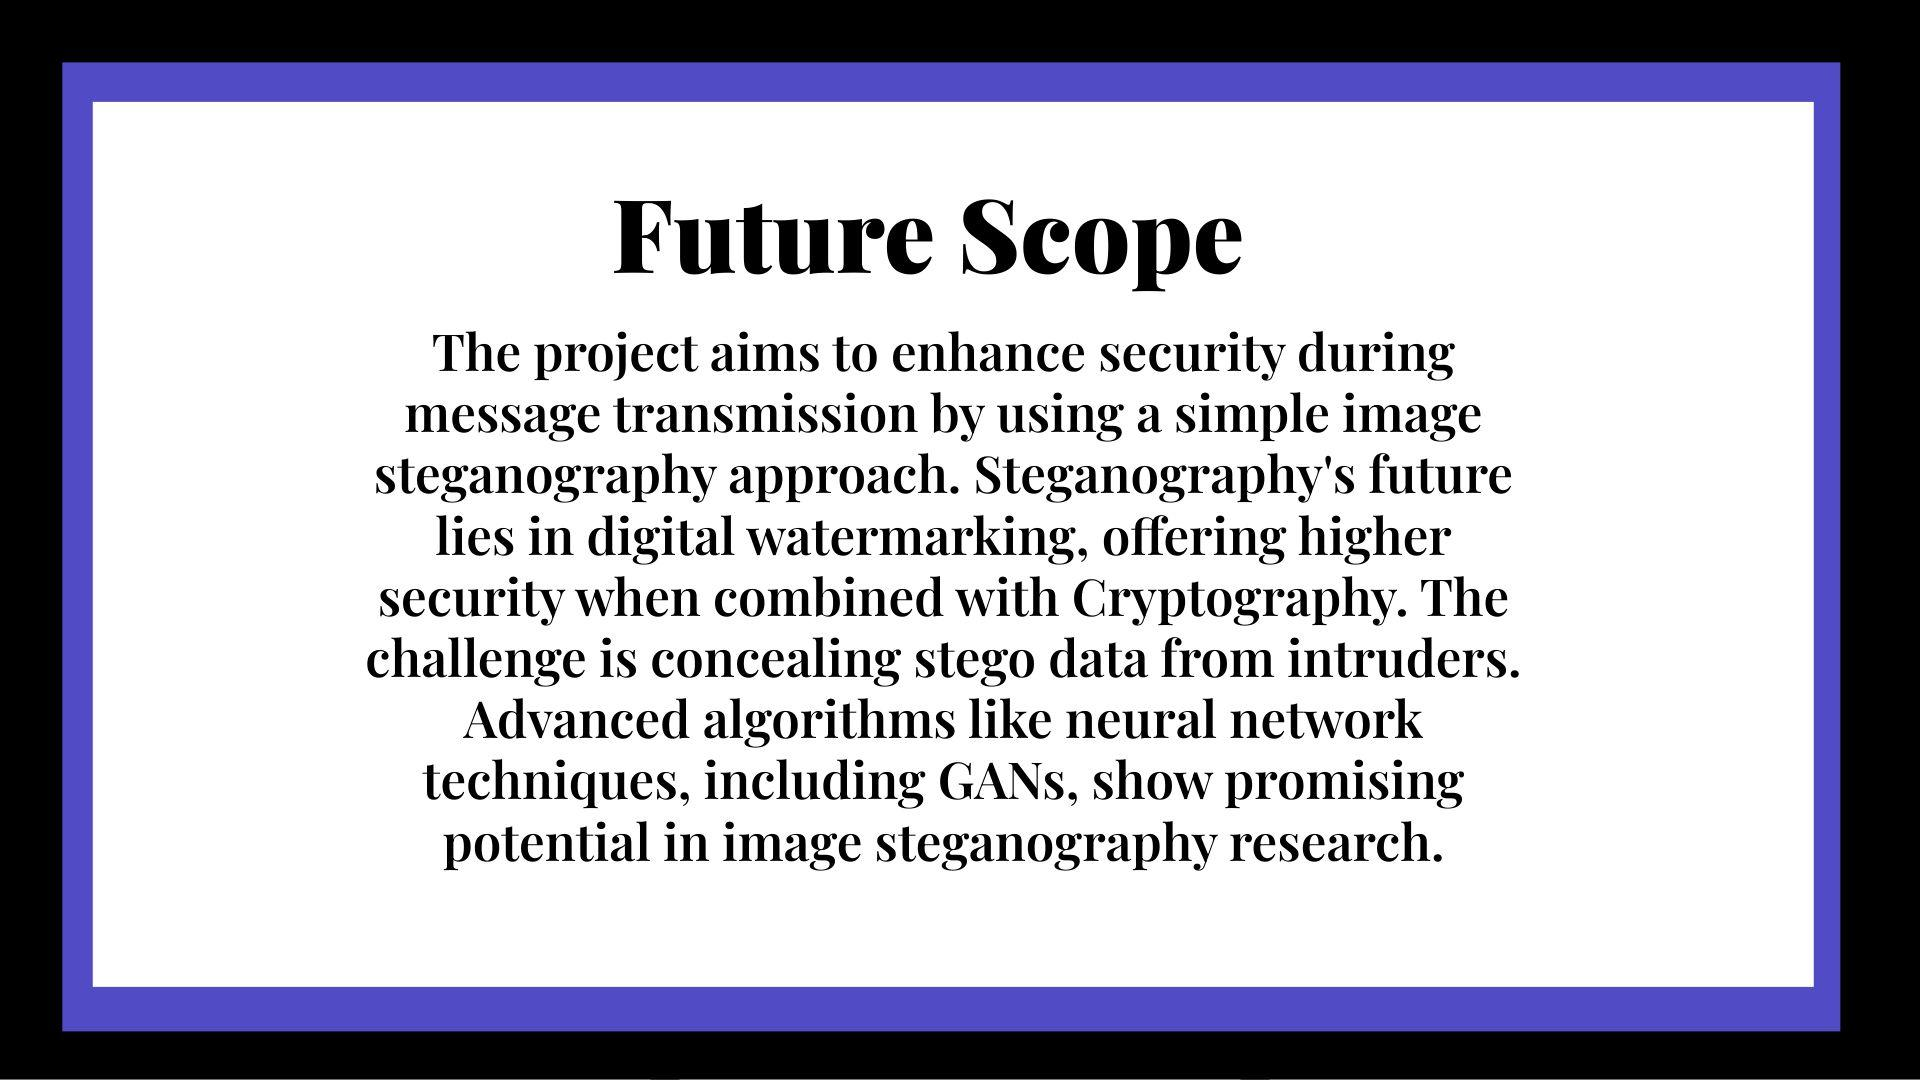 Future Scope
The project aims to enhance security during
message transmission by using a simple image
steganography approach. Steganography's future
lies in digital watermarking, offering higher
security when combined with Cryptography. The
challenge is concealing stego data from intruders.
Advanced algorithms like neural network
techniques, including GANs, show promising
potential in image steganography research.